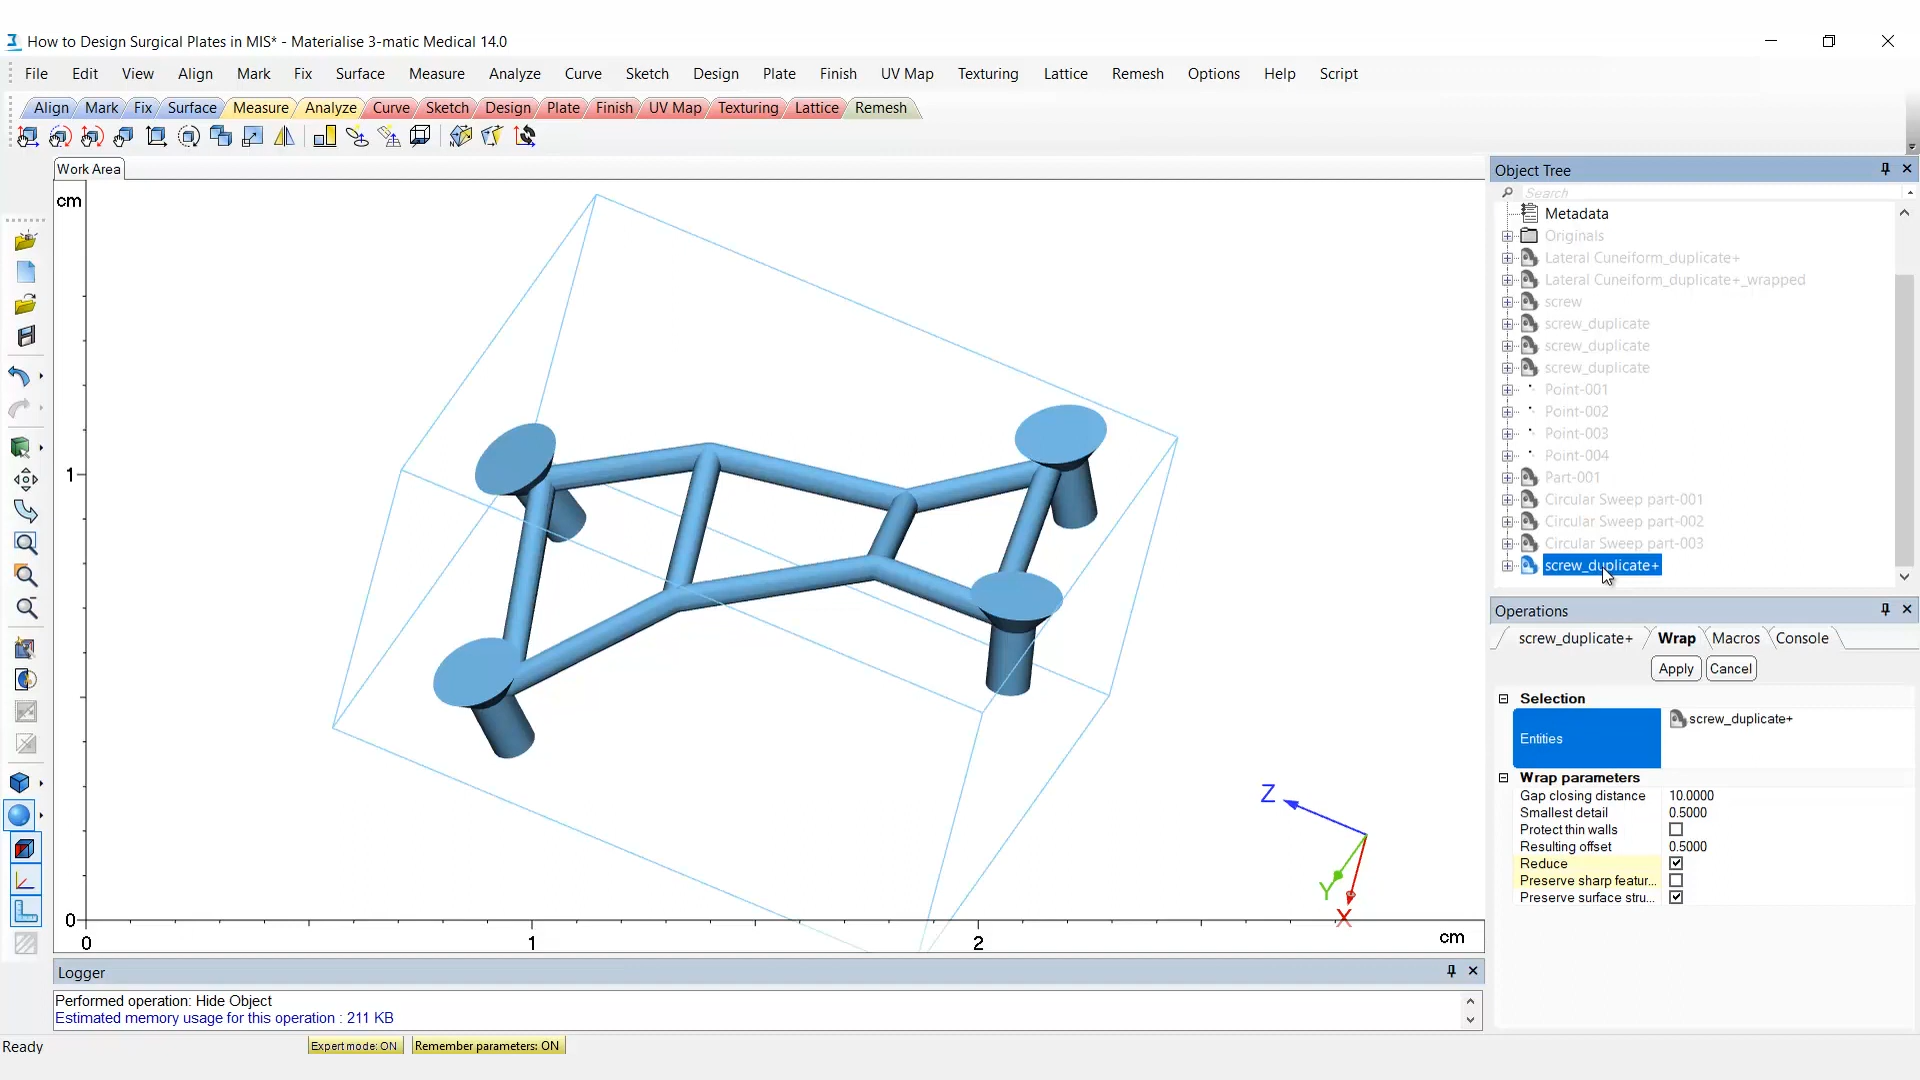 How to Design Surgical Plates in MIS* - Materialise 3-matic Medical 14.0
File Edit View Align Mark Fix Surface Measure Analyze Curve Sketch Design Plate Finish UV Map Texturing Lattice Remesh Options Help Script
Align Mark Fix Surface Measure Analyze Curve Sketch Design Plate Finish UV Map Texturing Lattice Remesh
Work Area
cm
1
0
0 1 2 cm
Z
Y
X
Object Tree
Search
Metadata
Originals
Lateral Cuneiform_duplicate+
Lateral Cuneiform_duplicate+_wrapped
screw
screw_duplicate
screw_duplicate
screw_duplicate
Point-001
Point-002
Point-003
Point-004
Part-001
Circular Sweep part-001
Circular Sweep part-002
Circular Sweep part-003
screw_duplicate+
Operations
screw_duplicate+ Wrap Macros Console
Apply Cancel
Selection
Entities screw_duplicate+
Wrap parameters
Gap closing distance 10.0000
Smallest detail 0.5000
Protect thin walls
Resulting offset 0.5000
Reduce
Preserve sharp featur...
Preserve surface stru...
Logger
Performed operation: Hide Object
Estimated memory usage for this operation : 211 KB
Ready Expert mode: ON Remember parameters: ON